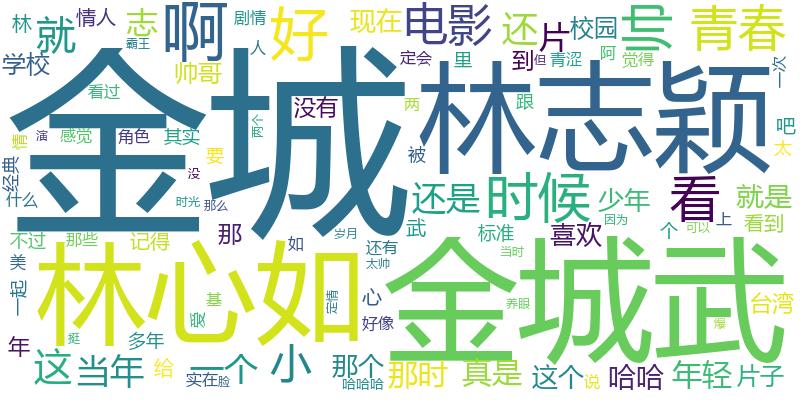 林 情人 志 剧情 现在 电影 还 片 校园 帅 青春
就 霸王 啊 人 好 定会 里 到 但 青涩 阿 觉得
学校 帅哥 一次
金城 看过 没有 两 跟 林志颖 吧
经典 情 演 感觉 角色 其实 两个 要 被 太
什么 没 时光 那么 还是 时候 少年 看 就是
不过 那些 记得 那 如 岁月 还有 武 标准 因为 喜欢 个 上 可以 看到
美 一起 林心如 爱 基 定情 太帅 心 好像 金城武 当时 养眼 爆 台湾
年 挺 多年
这 当年 给 一个 实在 脸 小 那个 哈哈哈 那时 真是 这个 说 哈哈 年轻 片子